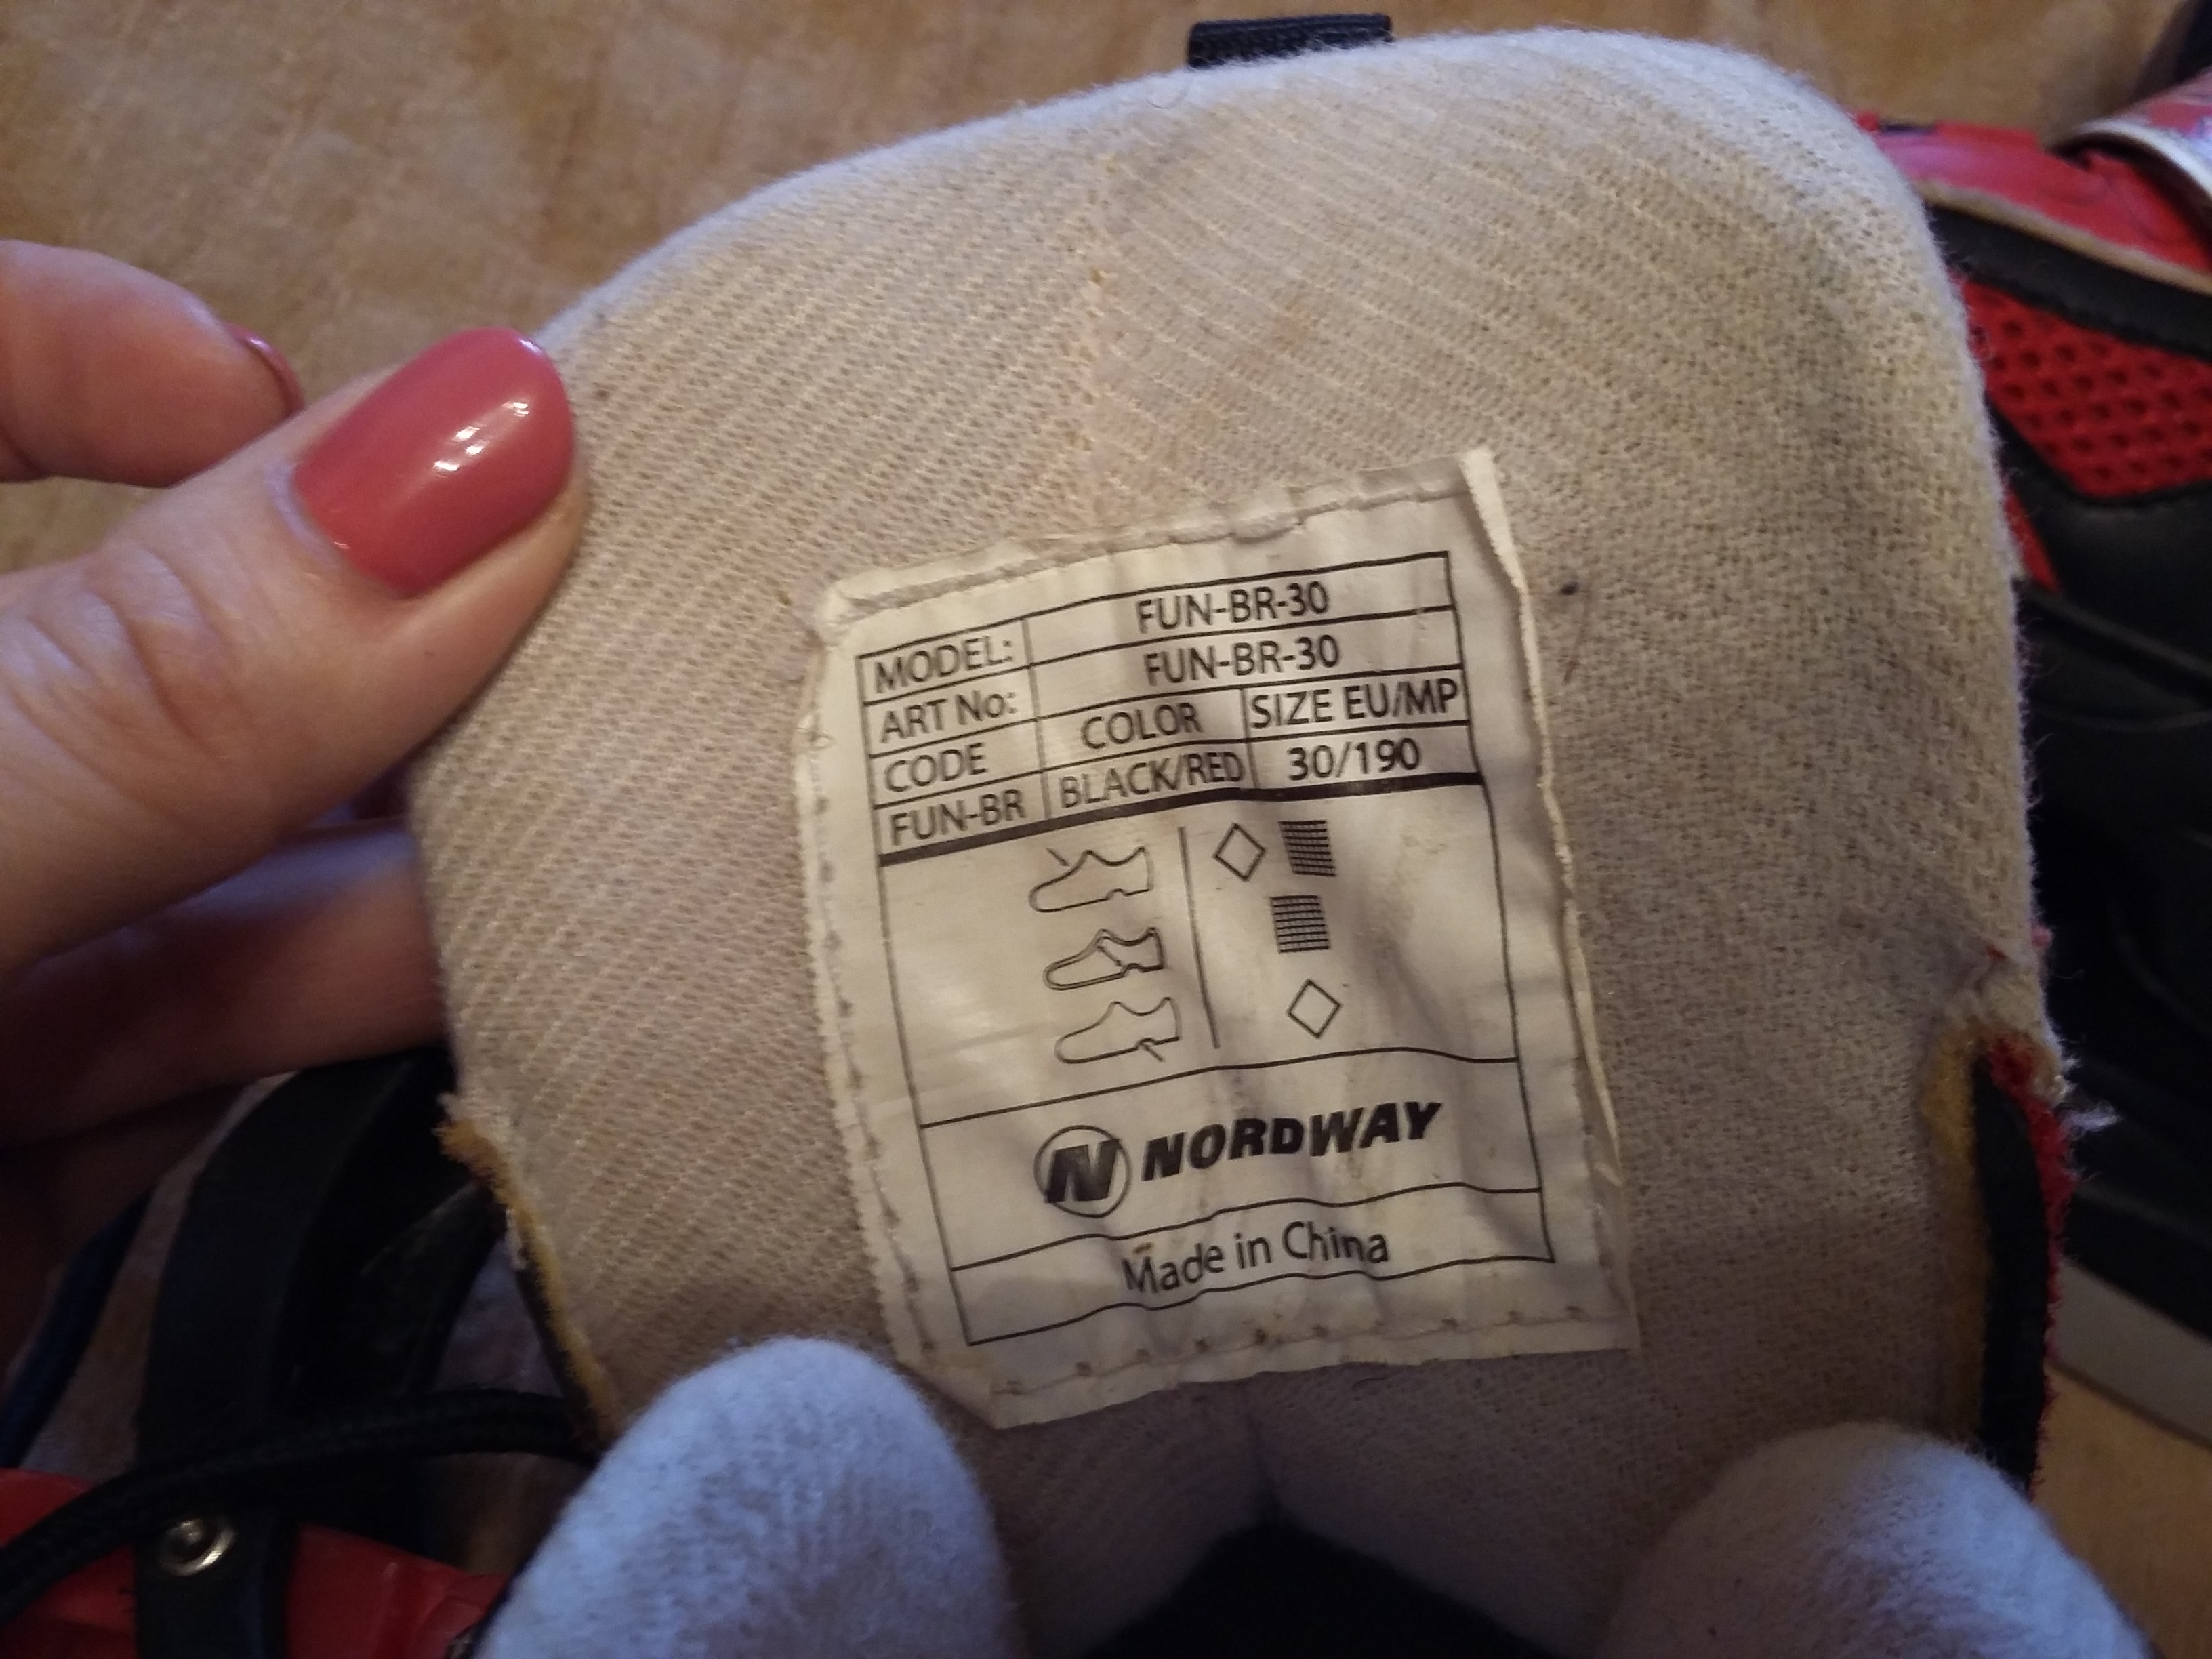 MODEL: FUN-BR-30
ART No: FUN-BR-30
CODE COLOR SIZE EU/MP
FUN-BR BLACK/RED 30/190
N NORDWAY
Made in China